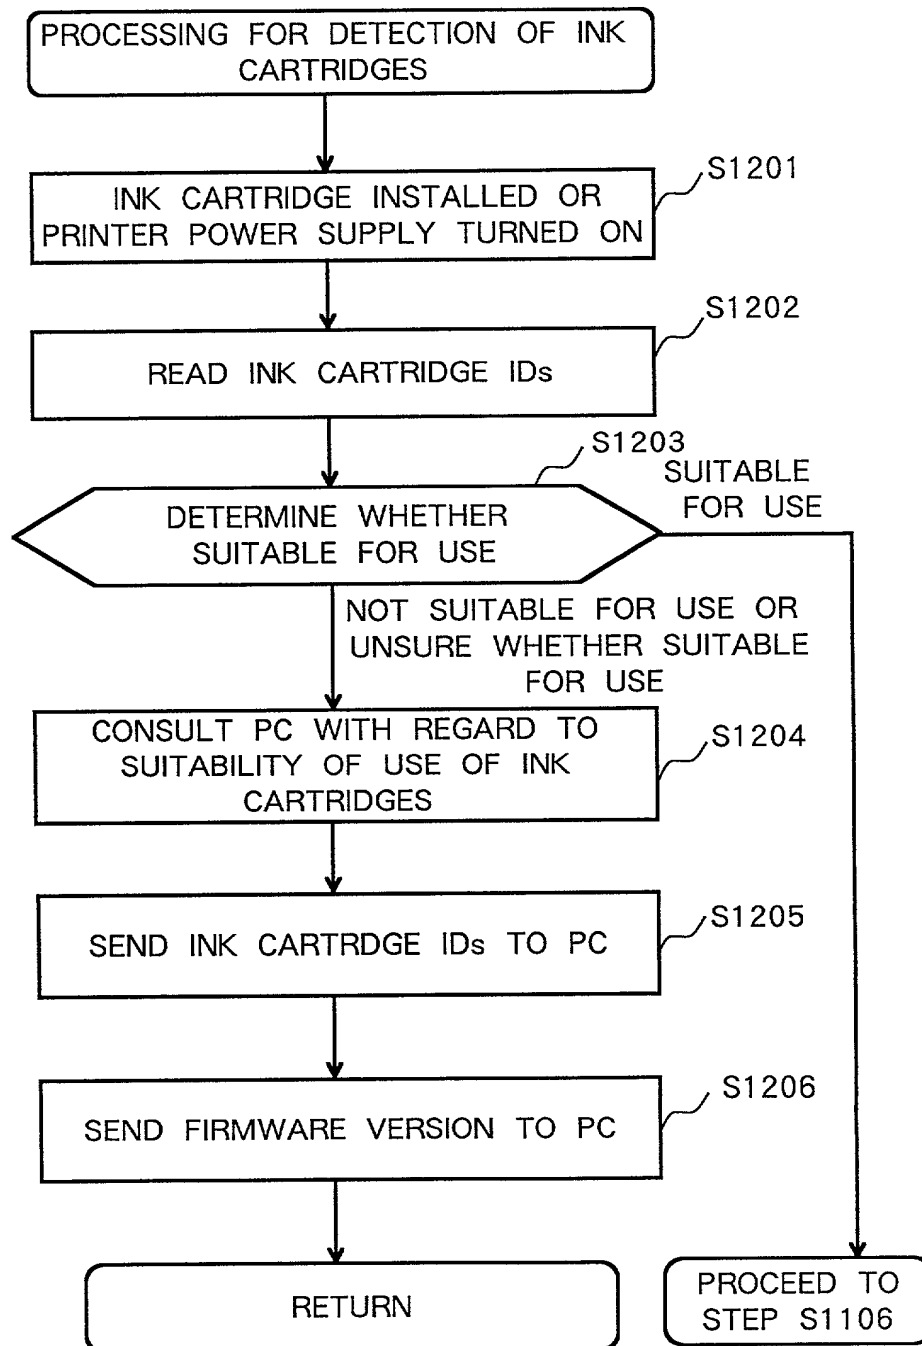 PROCESSING FOR DETECTION OF INK
CARTRIDGES
S1201
INK CARTRIDGE INSTALLED OR
PRINTER POWER SUPPLY TURNED ON
S1202
READ INK CARTRIDGE IDs
S1203
SUITABLE
FOR USE
DETERMINE WHETHER
SUITABLE FOR USE
NOT SUITABLE FOR USE OR
UNSURE WHETHER SUITABLE
FOR USE
CONSULT PC WITH REGARD TO
SUITABILITY OF USE OF INK
CARTRIDGES
S1204
S1205
SEND INK CARTRDGE IDs TO PC
S1206
SEND FIRMWARE VERSION TO PC
RETURN
PROCEED TO
STEP S1106